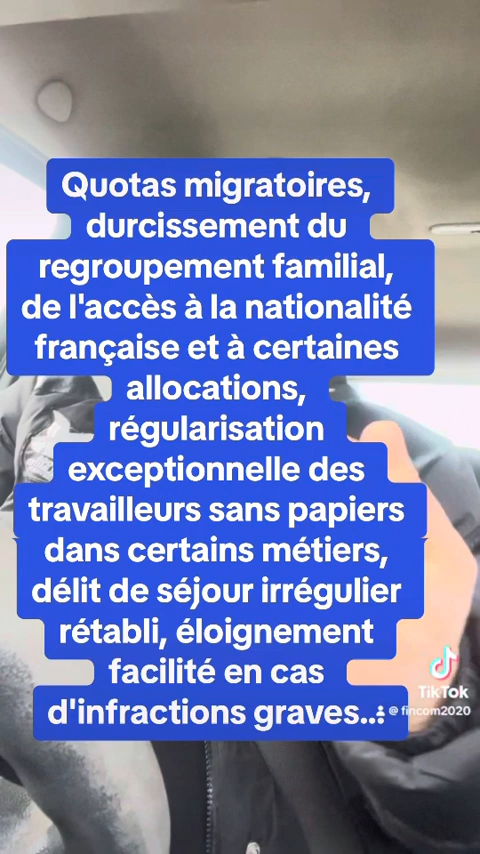 Quotas migratoires,
durcissement du
regroupement familial,
de l'accès à la nationalité
française et à certaines
allocations,
régularisation
exceptionnelle des
travailleurs sans papiers
dans certains métiers,
délit de séjour irrégulier
rétabli, éloignement
facilité en cas
d'infractions graves...
TikTok
@ fincom2020